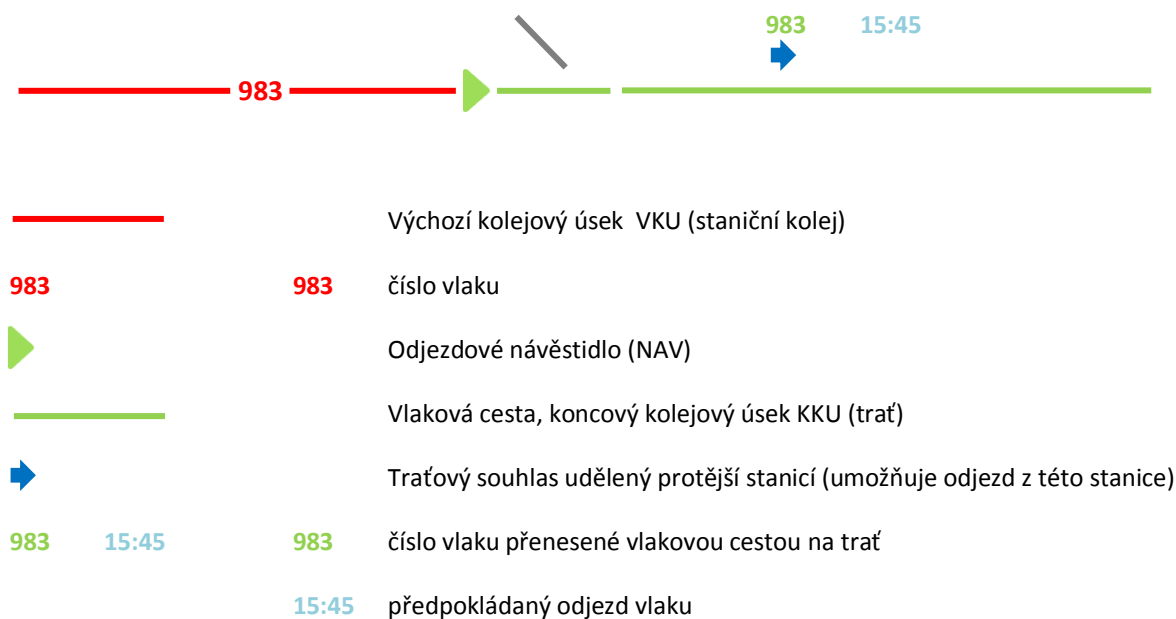 983 15:45
983
Výchozí kolejový úsek VKU (staniční kolej)
983 983 číslo vlaku
Odjezdové návěstidlo (NAV)
Vlaková cesta, koncový kolejový úsek KKU (trať)
Traťový souhlas udělený protější stanicí (umožňuje odjezd z této stanice)
983 15:45 983 číslo vlaku přenesené vlakovou cestou na trať
15:45 předpokládaný odjezd vlaku